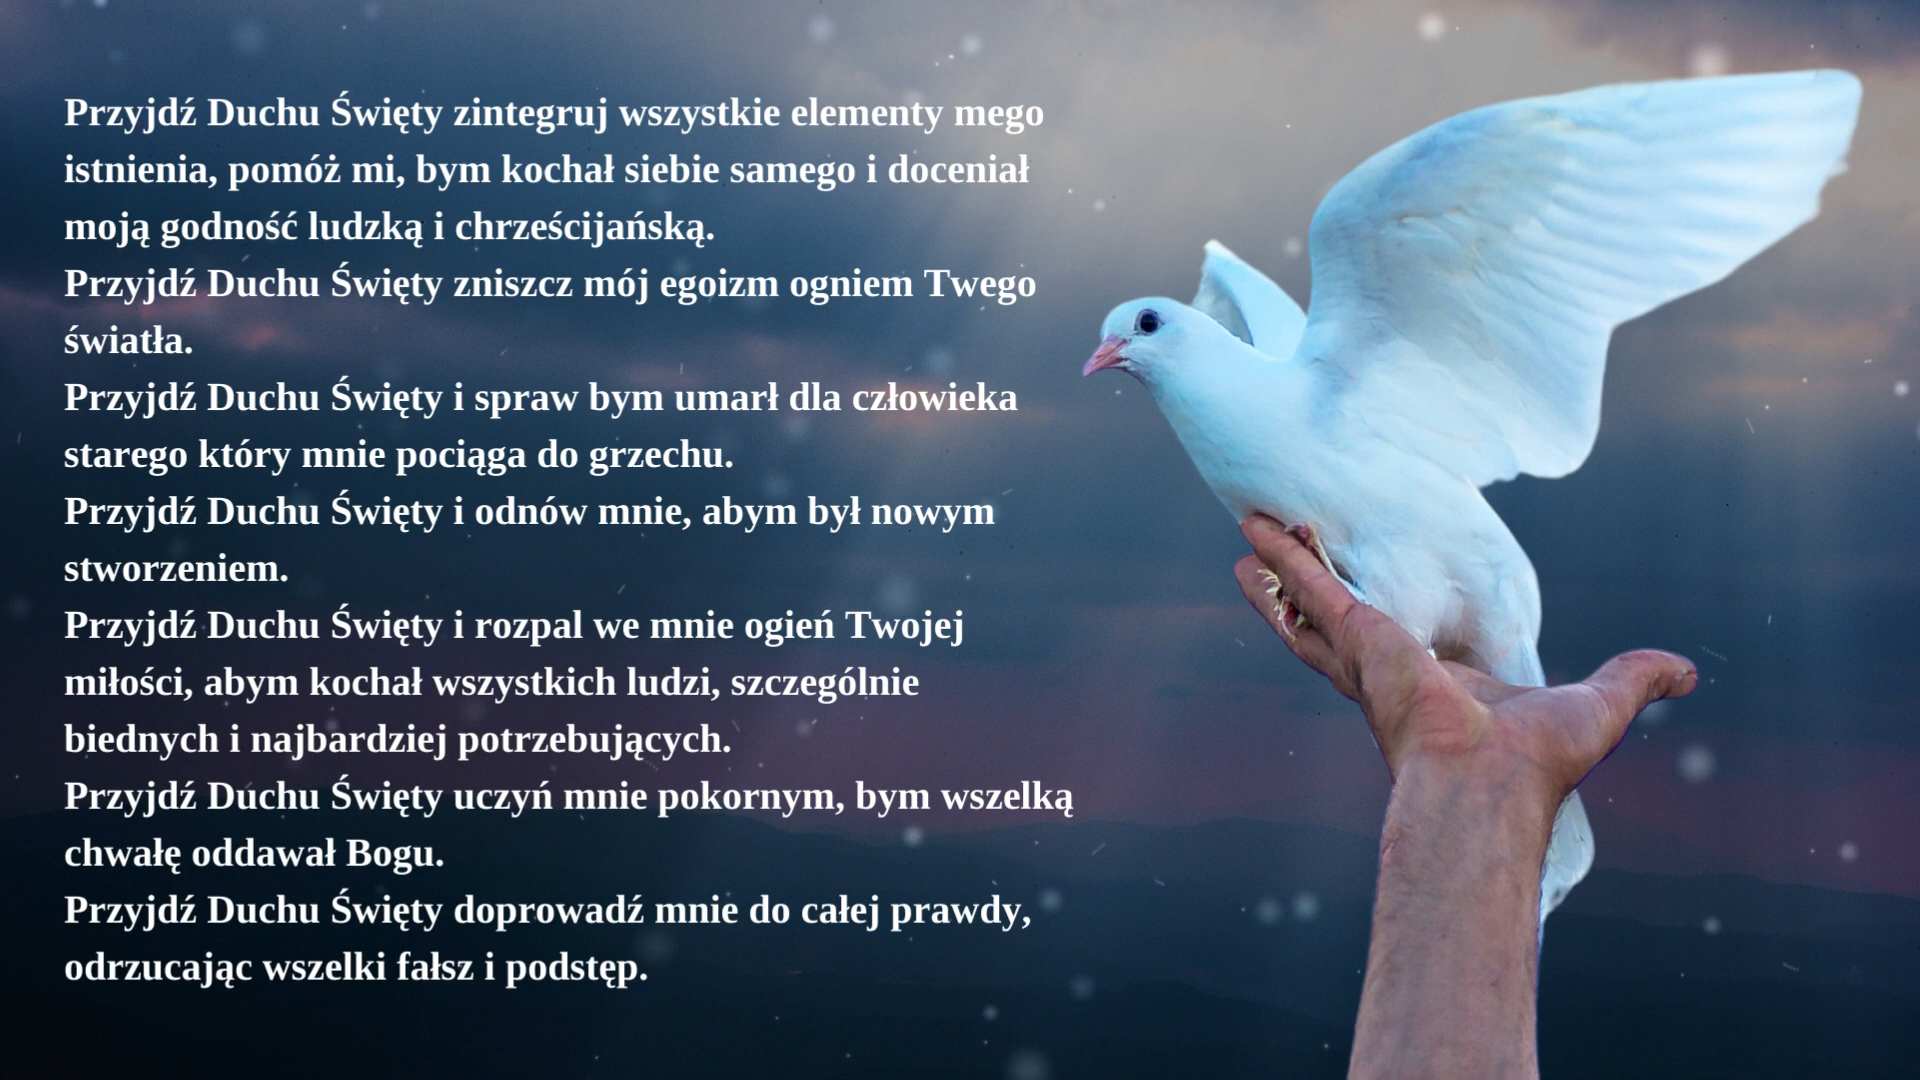 Przyjdź Duchu Święty zintegruj wszystkie elementy mego
istnienia, pomóż mi, bym kochał siebie samego i doceniał
moją godność ludzką i chrześcijańską.
Przyjdź Duchu Święty zniszcz mój egoizm ogniem Twego
światła.
Przyjdź Duchu Święty i spraw bym umarł dla człowieka
starego który mnie pociąga do grzechu.
Przyjdź Duchu Święty i odnów mnie, abym był nowym
stworzeniem.
Przyjdź Duchu Święty i rozpal we mnie ogień Twojej
miłości, abym kochał wszystkich ludzi, szczególnie
biednych i najbardziej potrzebujących.
Przyjdź Duchu Święty uczyń mnie pokornym, bym wszelką
chwałę oddawał Bogu.
Przyjdź Duchu Święty doprowadź mnie do całej prawdy,
odrzucając wszelki fałsz i podstęp.